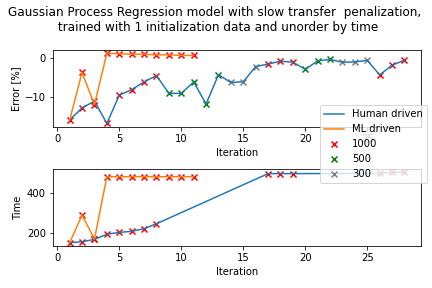 Gaussian Process Regression model with slow transfer  penalization,
trained with 1 initialization data and unorder by time
Error [%]
0
−10
0
5
10
15
20
25
Iteration
Human driven
ML driven
1000
500
300
Time
400
200
0
5
10
15
20
25
Iteration